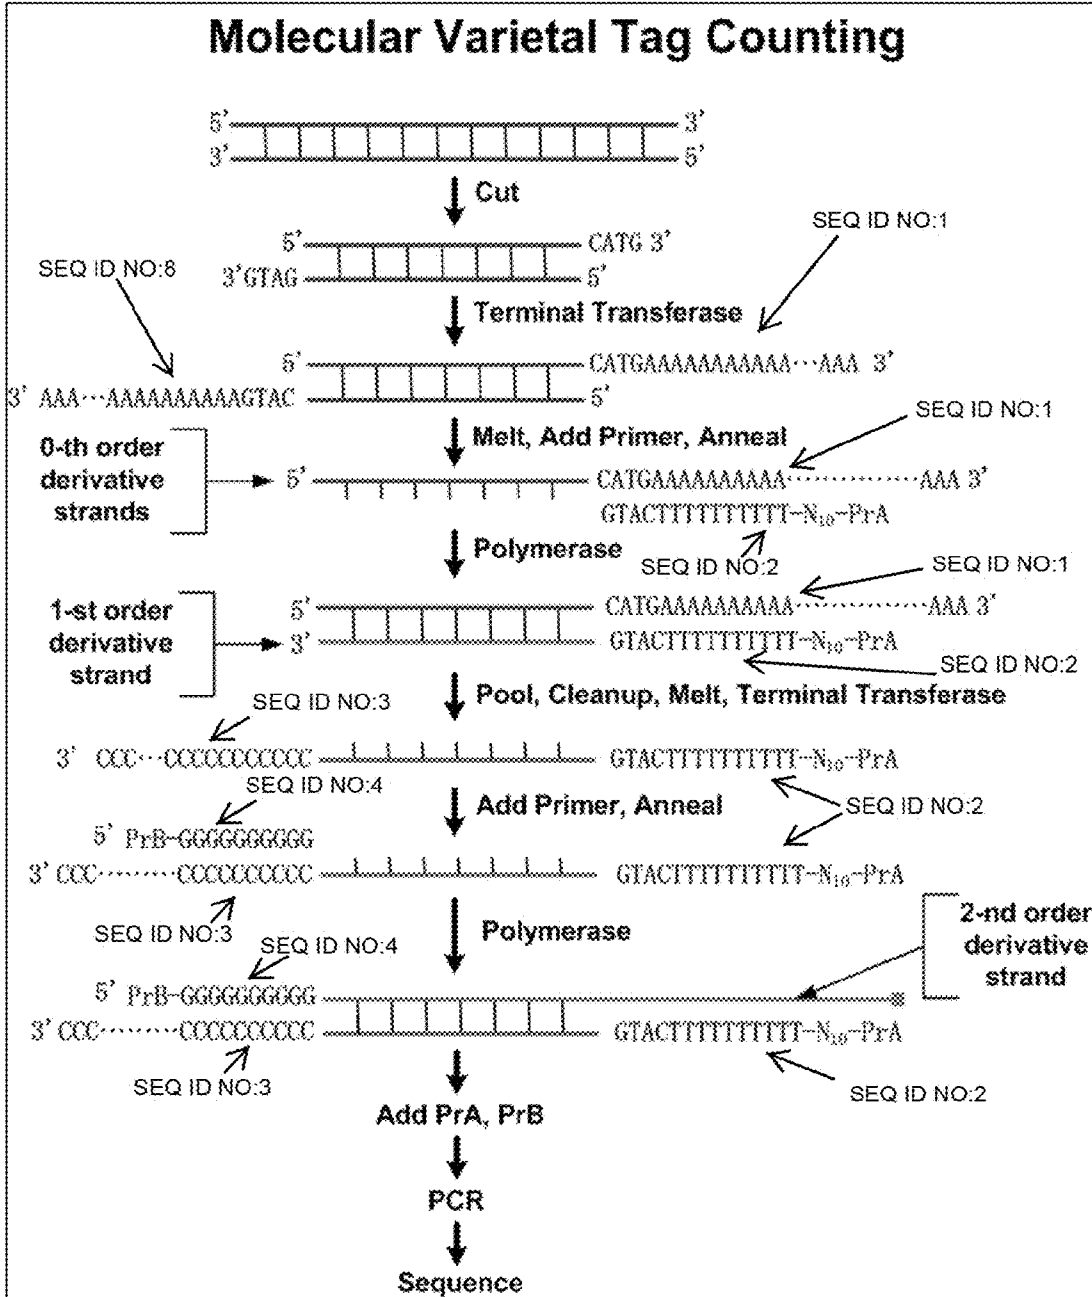 Molecular Varietal Tag Counting
5' 3'
3' 5'
Cut
5' CATG 3'
3'GTAG 5'
SEQ ID NO:1
SEQ ID NO:8
Terminal Transferase
5' CATGAAAAAAAAAAA···AAA 3'
3' AAA···AAAAAAAAAAGTAC 5'
Melt, Add Primer, Anneal
SEQ ID NO:1
0-th order
derivative
strands
5' CATGAAAAAAAAAA··············AAA 3'
GTACTTTTTTTTTT-N10-PrA
Polymerase
SEQ ID NO:2
SEQ ID NO:1
1-st order
derivative
strand
5' CATGAAAAAAAAAA··············AAA 3'
3' GTACTTTTTTTTTT-N10-PrA
SEQ ID NO:2
Pool, Cleanup, Melt, Terminal Transferase
SEQ ID NO:3
3' CCC···CCCCCCCCCCC GTACTTTTTTTTTT-N10-PrA
SEQ ID NO:4
Add Primer, Anneal
SEQ ID NO:2
5' PrB-GGGGGGGGGG
3' CCC·········CCCCCCCCCC GTACTTTTTTTTTT-N10-PrA
SEQ ID NO:3
SEQ ID NO:4
Polymerase
2-nd order
derivative
strand
5' PrB-GGGGGGGGGG
3' CCC·········CCCCCCCCCC GTACTTTTTTTTTT-N10-PrA
SEQ ID NO:3
SEQ ID NO:2
Add PrA, PrB
PCR
Sequence